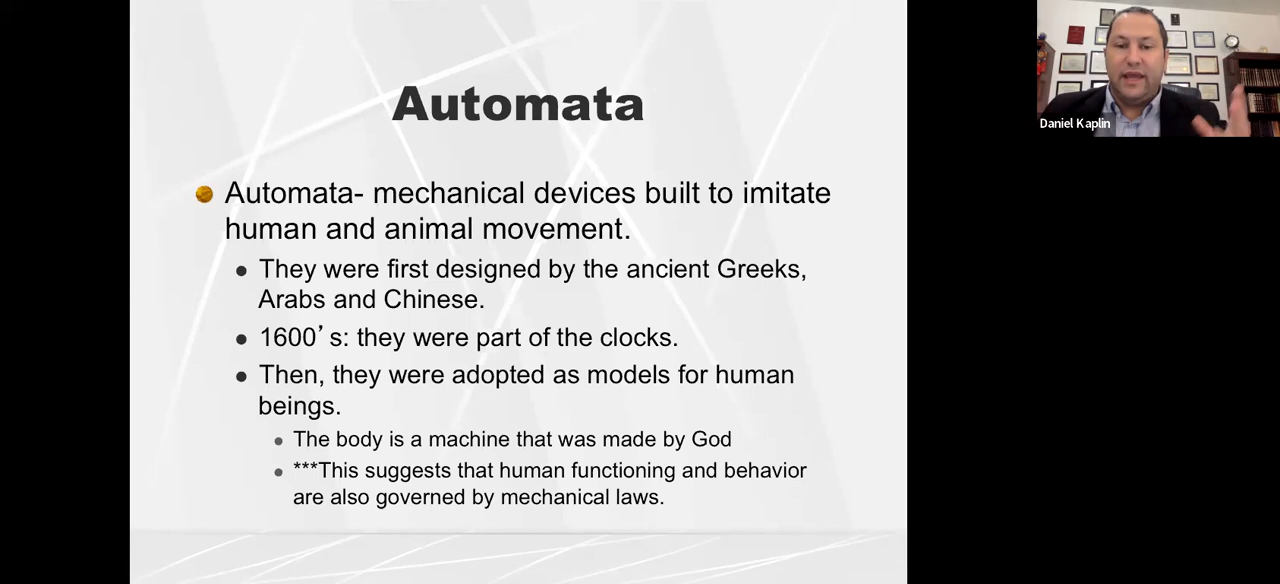 Automata
Automata- mechanical devices built to imitate
human and animal movement.
They were first designed by the ancient Greeks,
Arabs and Chinese.
1600’s: they were part of the clocks.
Then, they were adopted as models for human
beings.
The body is a machine that was made by God
***This suggests that human functioning and behavior
are also governed by mechanical laws.
Daniel Kaplin